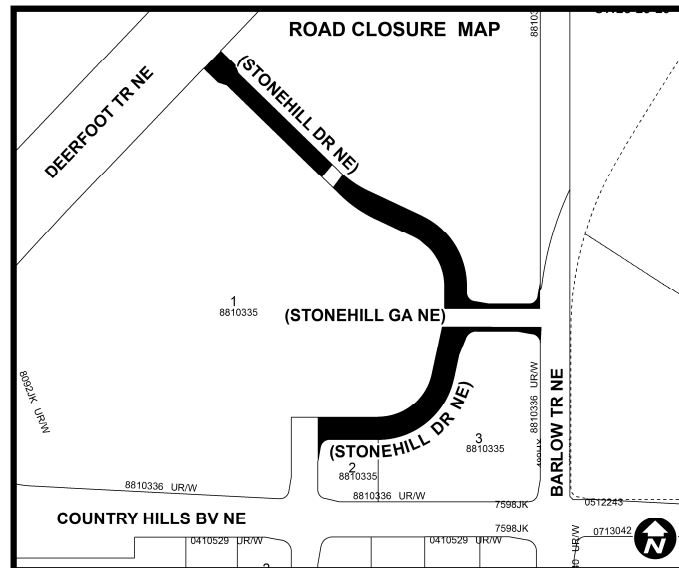 ROAD CLOSURE MAP
8810
DEERFOOT TR NE
(STONEHILL DR NE)
1
8810335
(STONEHILL GA NE)
8092JK UR/W
8810336 UR/W
BARLOW TR NE
(STONEHILL DR NE)
3
8810335
2
8810335
8810336 UR/W
8810336 UR/W
7598JK
0512243
COUNTRY HILLS BV NE
7598JK
0713042
0410529 UR/W
0410529 UR/W
UR/W
N